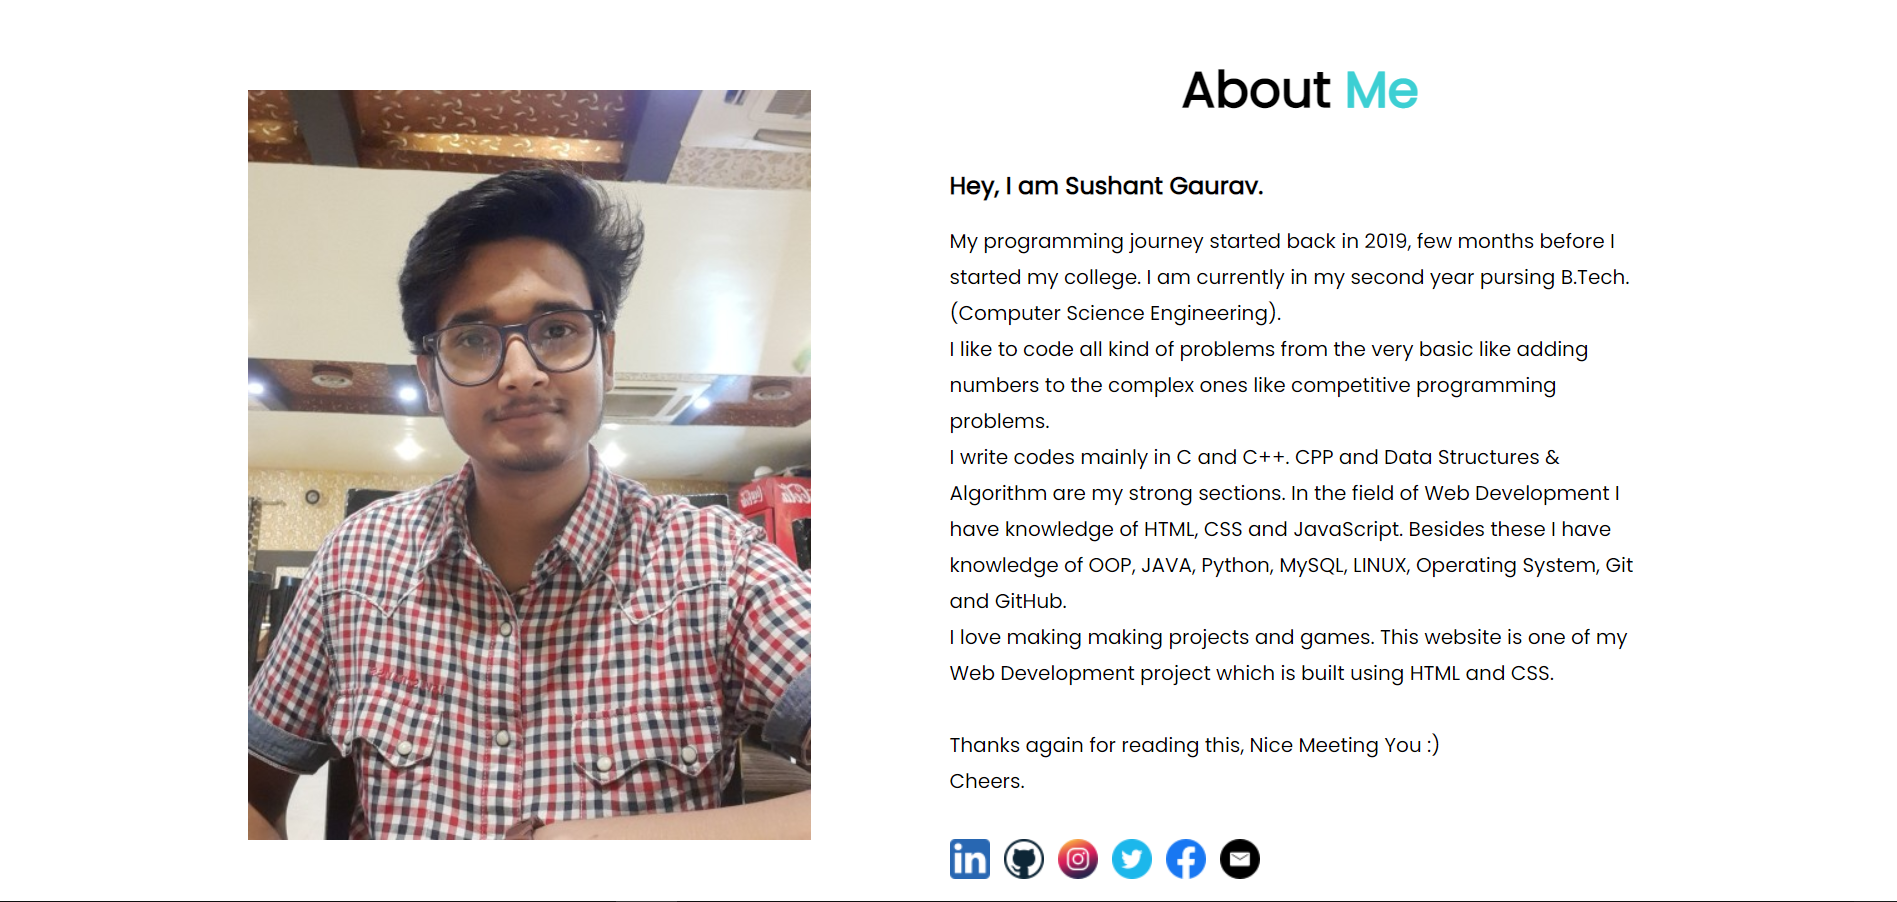 About Me
Hey, I am Sushant Gaurav.
My programming journey started back in 2019, few months before I
started my college. I am currently in my second year pursing B.Tech.
(Computer Science Engineering).
I like to code all kind of problems from the very basic like adding
numbers to the complex ones like competitive programming
problems.
I write codes mainly in C and C++. CPP and Data Structures &
Algorithm are my strong sections. In the field of Web Development I
have knowledge of HTML, CSS and JavaScript. Besides these I have
knowledge of OOP, JAVA, Python, MySQL, LINUX, Operating System, Git
and GitHub.
I love making making projects and games. This website is one of my
Web Development project which is built using HTML and CSS.
Thanks again for reading this, Nice Meeting You :)
Cheers.
in